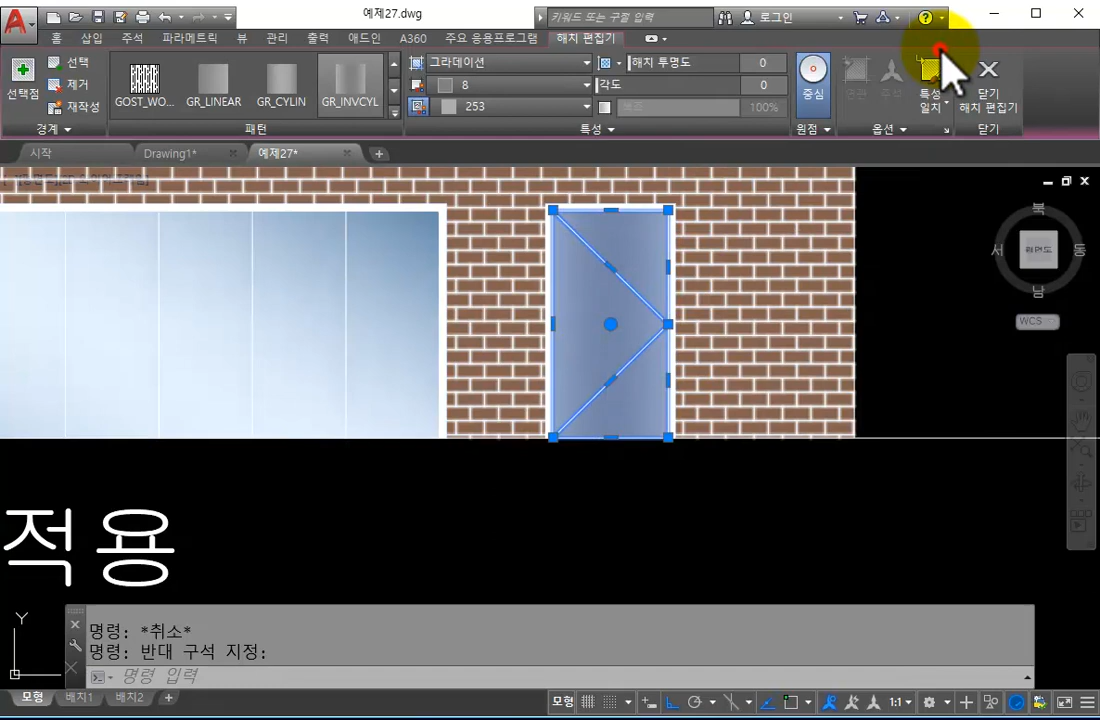 예제27.dwg
키워드 또는 구절 입력
로그인
홈 삽입 주석 파라메트릭 뷰 관리 출력 애드인 A360 주요 응용프로그램 해치 편집기
선택점
선택
제거
재작성
GOST_WO... GR_LINEAR GR_CYLIN GR_INVCYL
그라데이션
8
253
해치 투명도 0
각도 0
100%
중심
연관
주석
특성 일치
닫기
해치 편집기
경계 패턴 특성 원점 옵션 닫기
시작 Drawing1* 예제27*
북
서 동
남
WCS
적용
Y
명령: *취소*
명령: 반대 구석 지정:
명령 입력
모형 배치1 배치2
모형 1:1